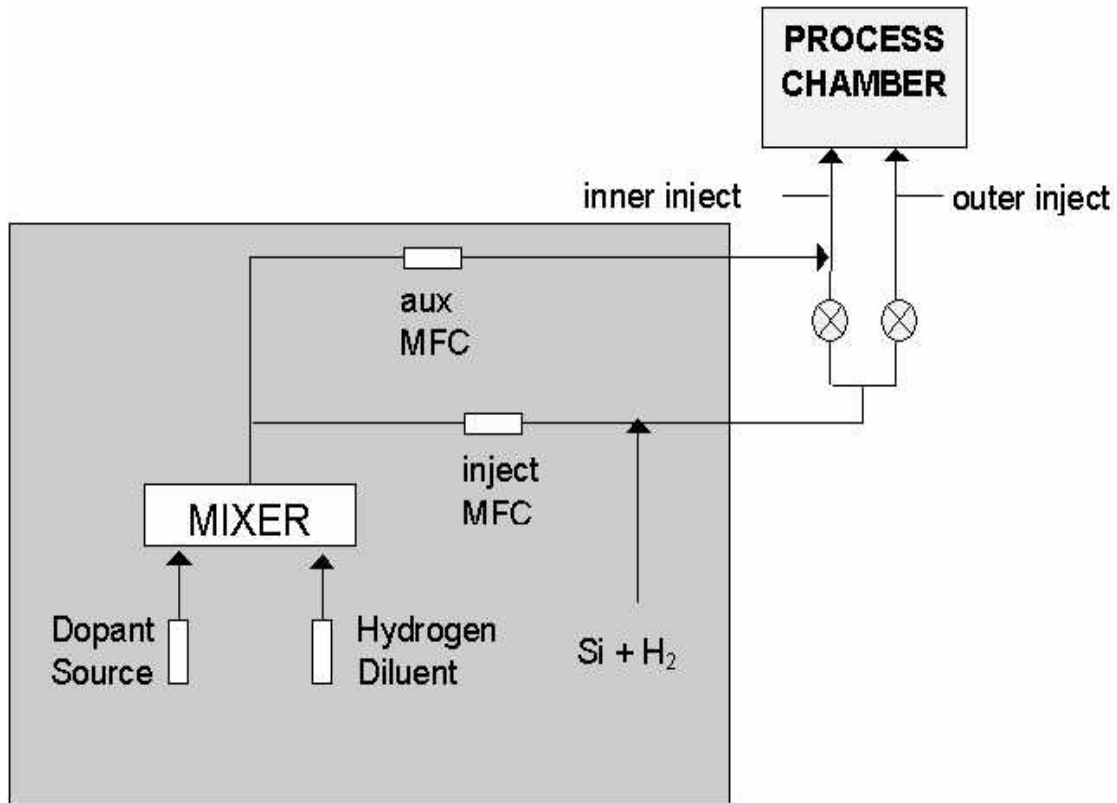 PROCESS
CHAMBER
inner inject
outer inject
aux
MFC
inject
MFC
MIXER
Dopant
Source
Hydrogen
Diluent
Si + H₂